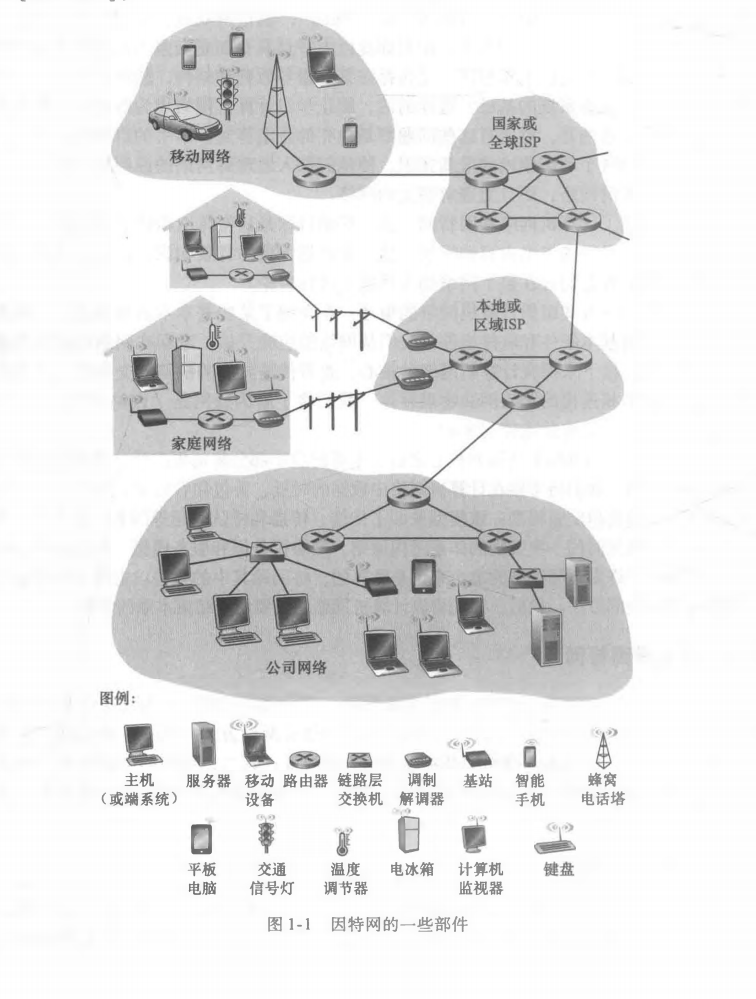 移动网络
国家或
全球ISP
本地或
区域ISP
家庭网络
公司网络
图例：
主机
（或端系统）
服务器
移动
设备
路由器
链路层
交换机
调制
解调器
基站
智能
手机
蜂窝
电话塔
平板
电脑
交通
信号灯
温度
调节器
电冰箱
计算机
监视器
键盘
图 1-1 因特网的一些部件